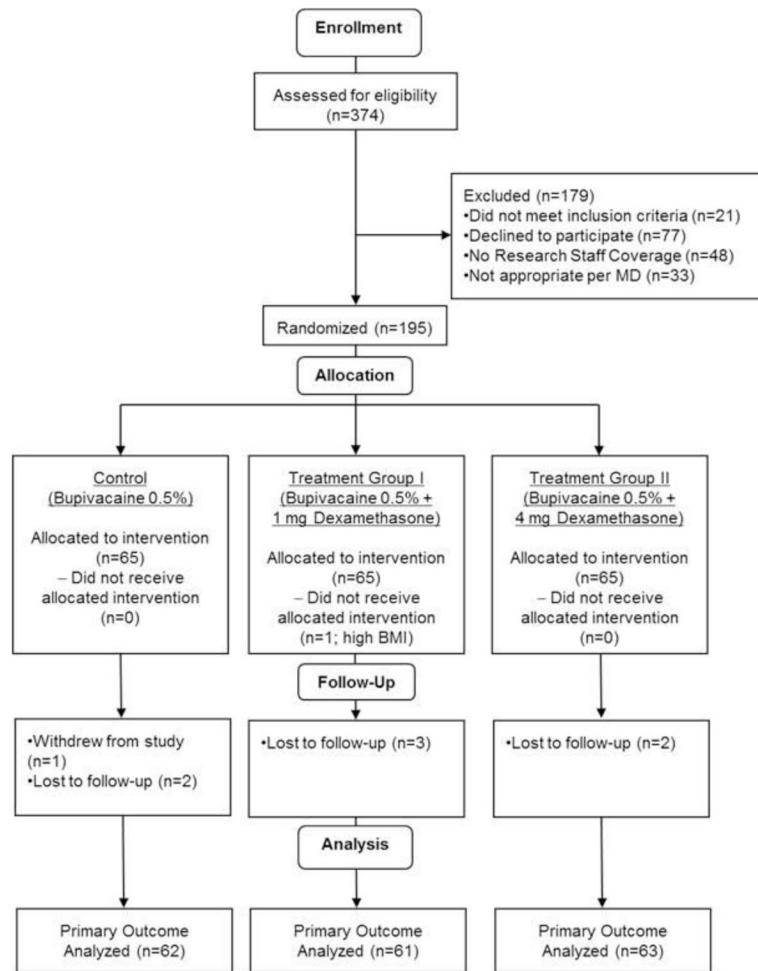 Enrollment
Assessed for eligibility
(n=374)
Excluded (n=179)
•Did not meet inclusion criteria (n=21)
•Declined to participate (n=77)
•No Research Staff Coverage (n=48)
•Not appropriate per MD (n=33)
Randomized (n=195)
Allocation
Control
(Bupivacaine 0.5%)
Allocated to intervention
(n=65)
– Did not receive
allocated intervention
(n=0)
Treatment Group I
(Bupivacaine 0.5% +
1 mg Dexamethasone)
Allocated to intervention
(n=65)
– Did not receive
allocated intervention
(n=1; high BMI)
Treatment Group II
(Bupivacaine 0.5% +
4 mg Dexamethasone)
Allocated to intervention
(n=65)
– Did not receive
allocated intervention
(n=0)
Follow-Up
•Withdrew from study
(n=1)
•Lost to follow-up (n=2)
•Lost to follow-up (n=3)
•Lost to follow-up (n=2)
Analysis
Primary Outcome
Analyzed (n=62)
Primary Outcome
Analyzed (n=61)
Primary Outcome
Analyzed (n=63)